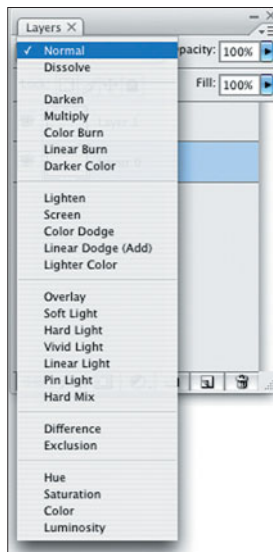 Layers ×
✓ Normal
pacity: 100%
Dissolve
Fill: 100%
Darken
Multiply
Color Burn
Linear Burn
Darker Color
Lighten
Screen
Color Dodge
Linear Dodge (Add)
Lighter Color
Overlay
Soft Light
Hard Light
Vivid Light
Linear Light
Pin Light
Hard Mix
Difference
Exclusion
Hue
Saturation
Color
Luminosity